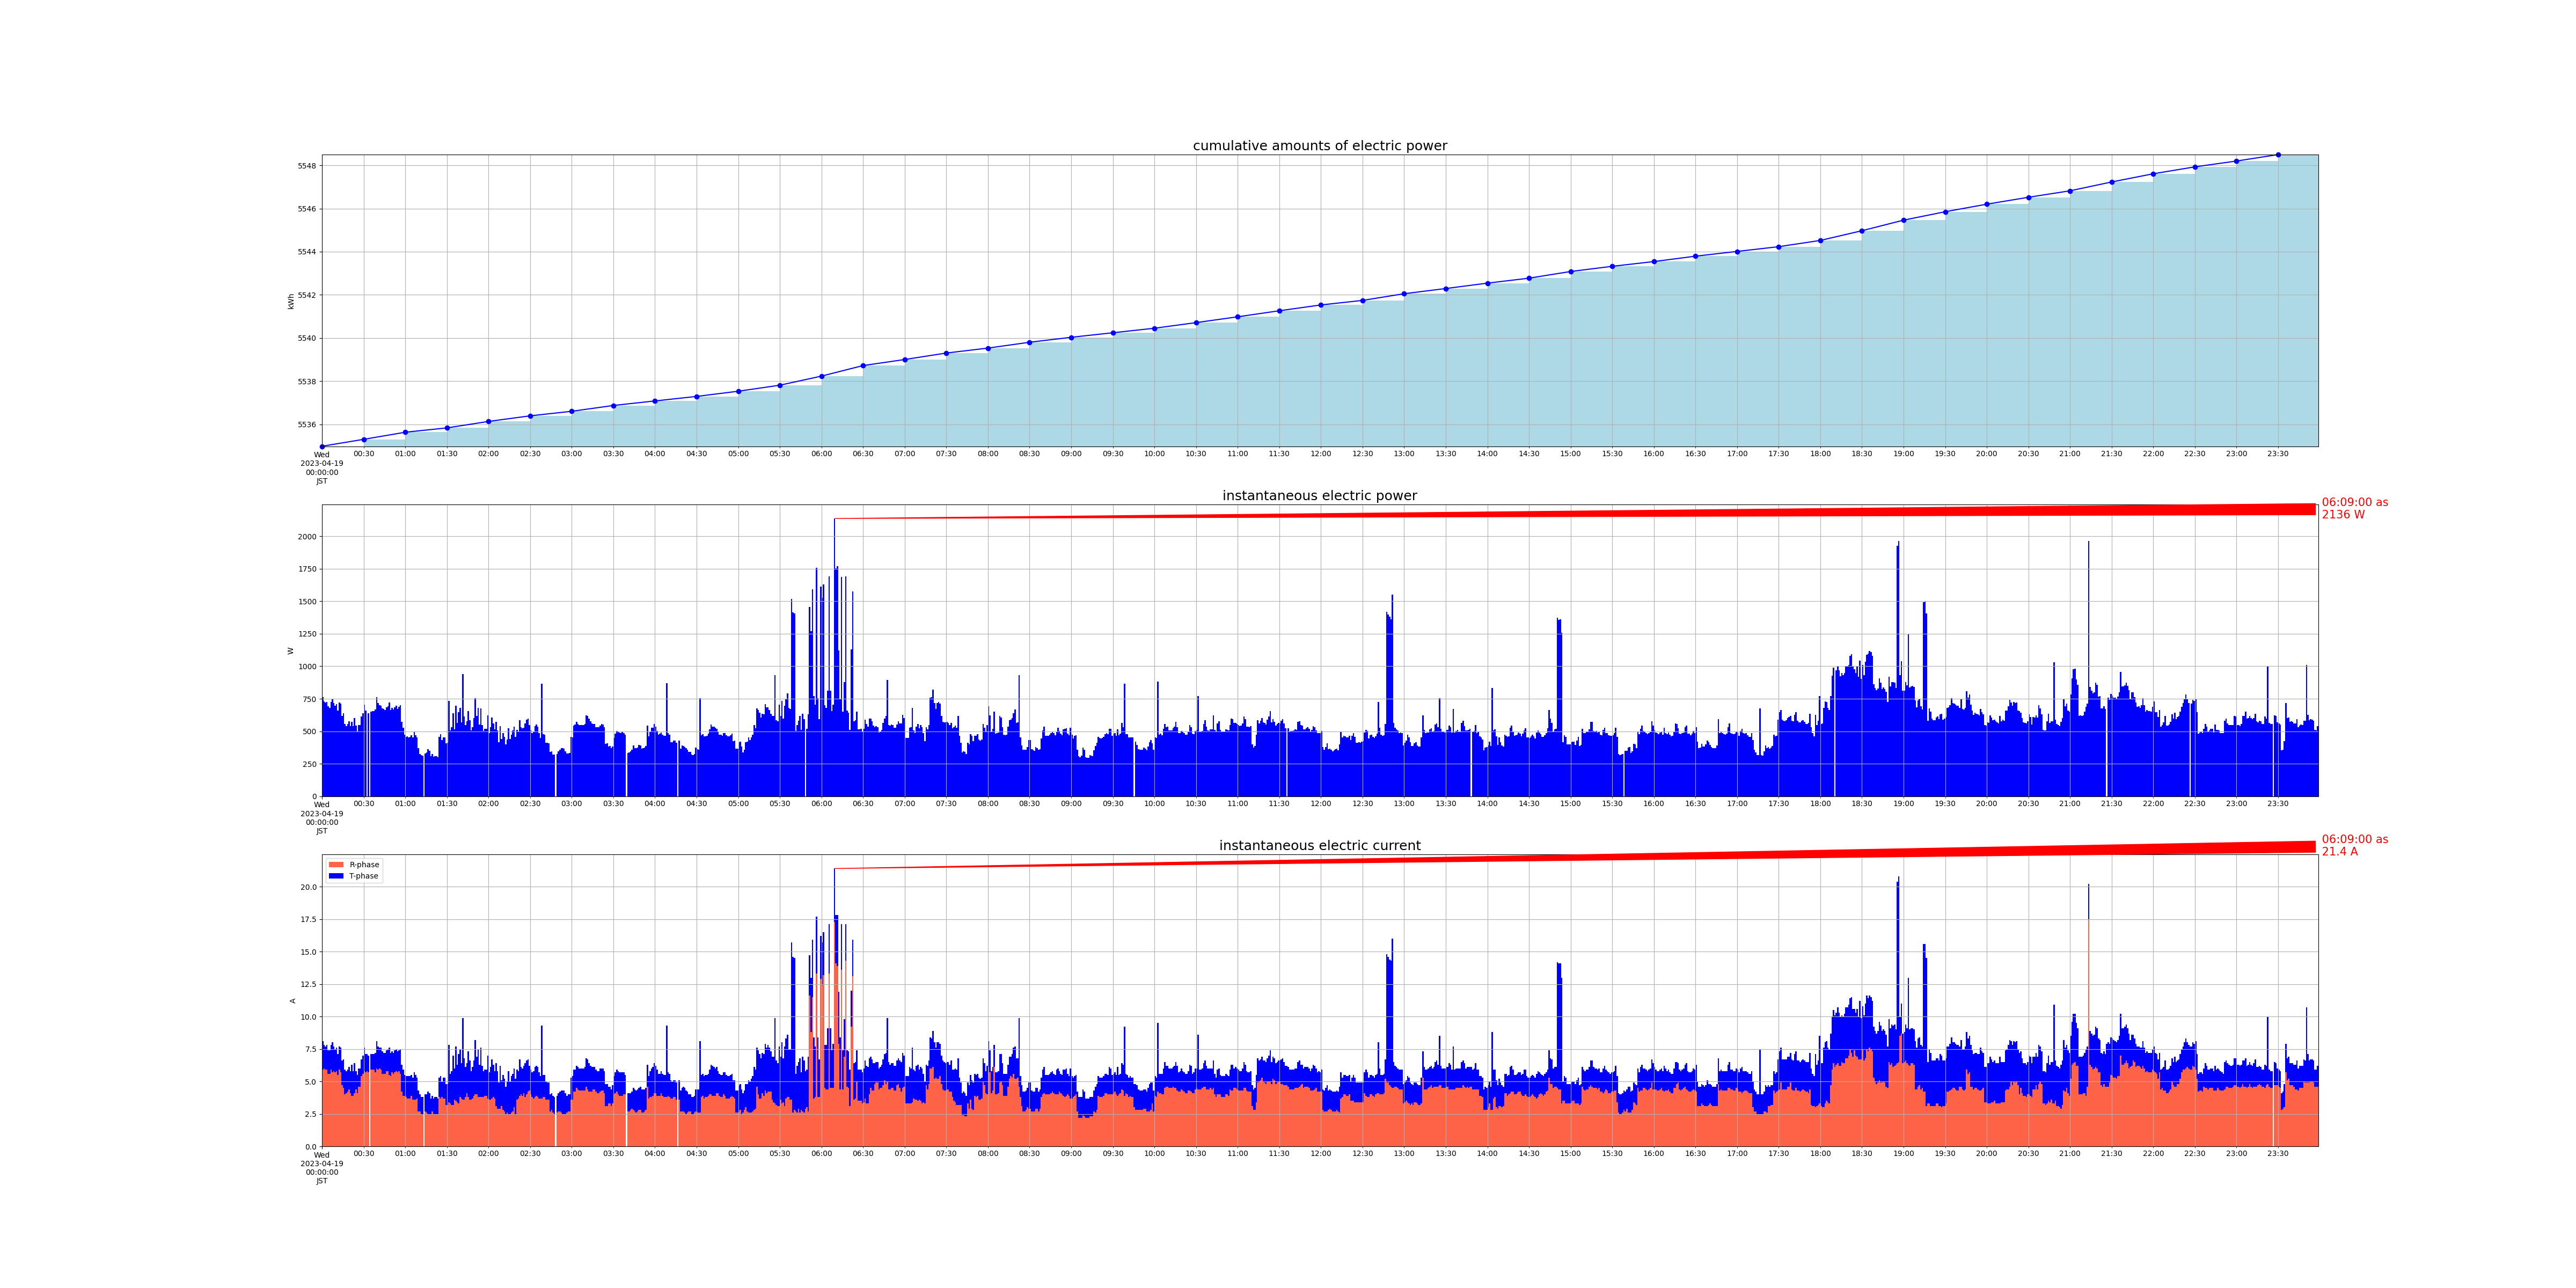 cumulative amounts of electric power
5548
5546
5544
5542
5540
5538
5536
kWh
00:30 01:00 01:30 02:00 02:30 03:00 03:30 04:00 04:30 05:00 05:30 06:00 06:30 07:00 07:30 08:00 08:30 09:00 09:30 10:00 10:30 11:00 11:30 12:00 12:30 13:00 13:30 14:00 14:30 15:00 15:30 16:00 16:30 17:00 17:30 18:00 18:30 19:00 19:30 20:00 20:30 21:00 21:30 22:00 22:30 23:00 23:30
Wed
2023-04-19
00:00:00
JST
instantaneous electric power
06:09:00 as
2136 W
2000
1750
1500
1250
1000
750
500
250
0
W
00:30 01:00 01:30 02:00 02:30 03:00 03:30 04:00 04:30 05:00 05:30 06:00 06:30 07:00 07:30 08:00 08:30 09:00 09:30 10:00 10:30 11:00 11:30 12:00 12:30 13:00 13:30 14:00 14:30 15:00 15:30 16:00 16:30 17:00 17:30 18:00 18:30 19:00 19:30 20:00 20:30 21:00 21:30 22:00 22:30 23:00 23:30
Wed
2023-04-19
00:00:00
JST
instantaneous electric current
06:09:00 as
21.4 A
R-phase
T-phase
20.0
17.5
15.0
12.5
10.0
7.5
5.0
2.5
0.0
A
00:30 01:00 01:30 02:00 02:30 03:00 03:30 04:00 04:30 05:00 05:30 06:00 06:30 07:00 07:30 08:00 08:30 09:00 09:30 10:00 10:30 11:00 11:30 12:00 12:30 13:00 13:30 14:00 14:30 15:00 15:30 16:00 16:30 17:00 17:30 18:00 18:30 19:00 19:30 20:00 20:30 21:00 21:30 22:00 22:30 23:00 23:30
Wed
2023-04-19
00:00:00
JST